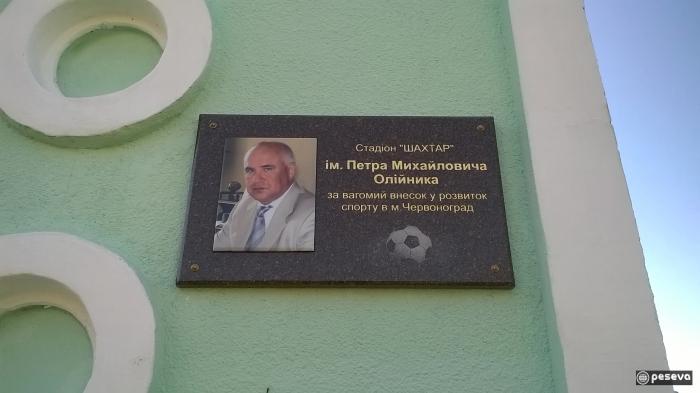 Стадіон "ШАХТАР"
ім. Петра Михайловича
Олійника
за вагомий внесок у розвиток
спорту в м.Червоноград
peseva